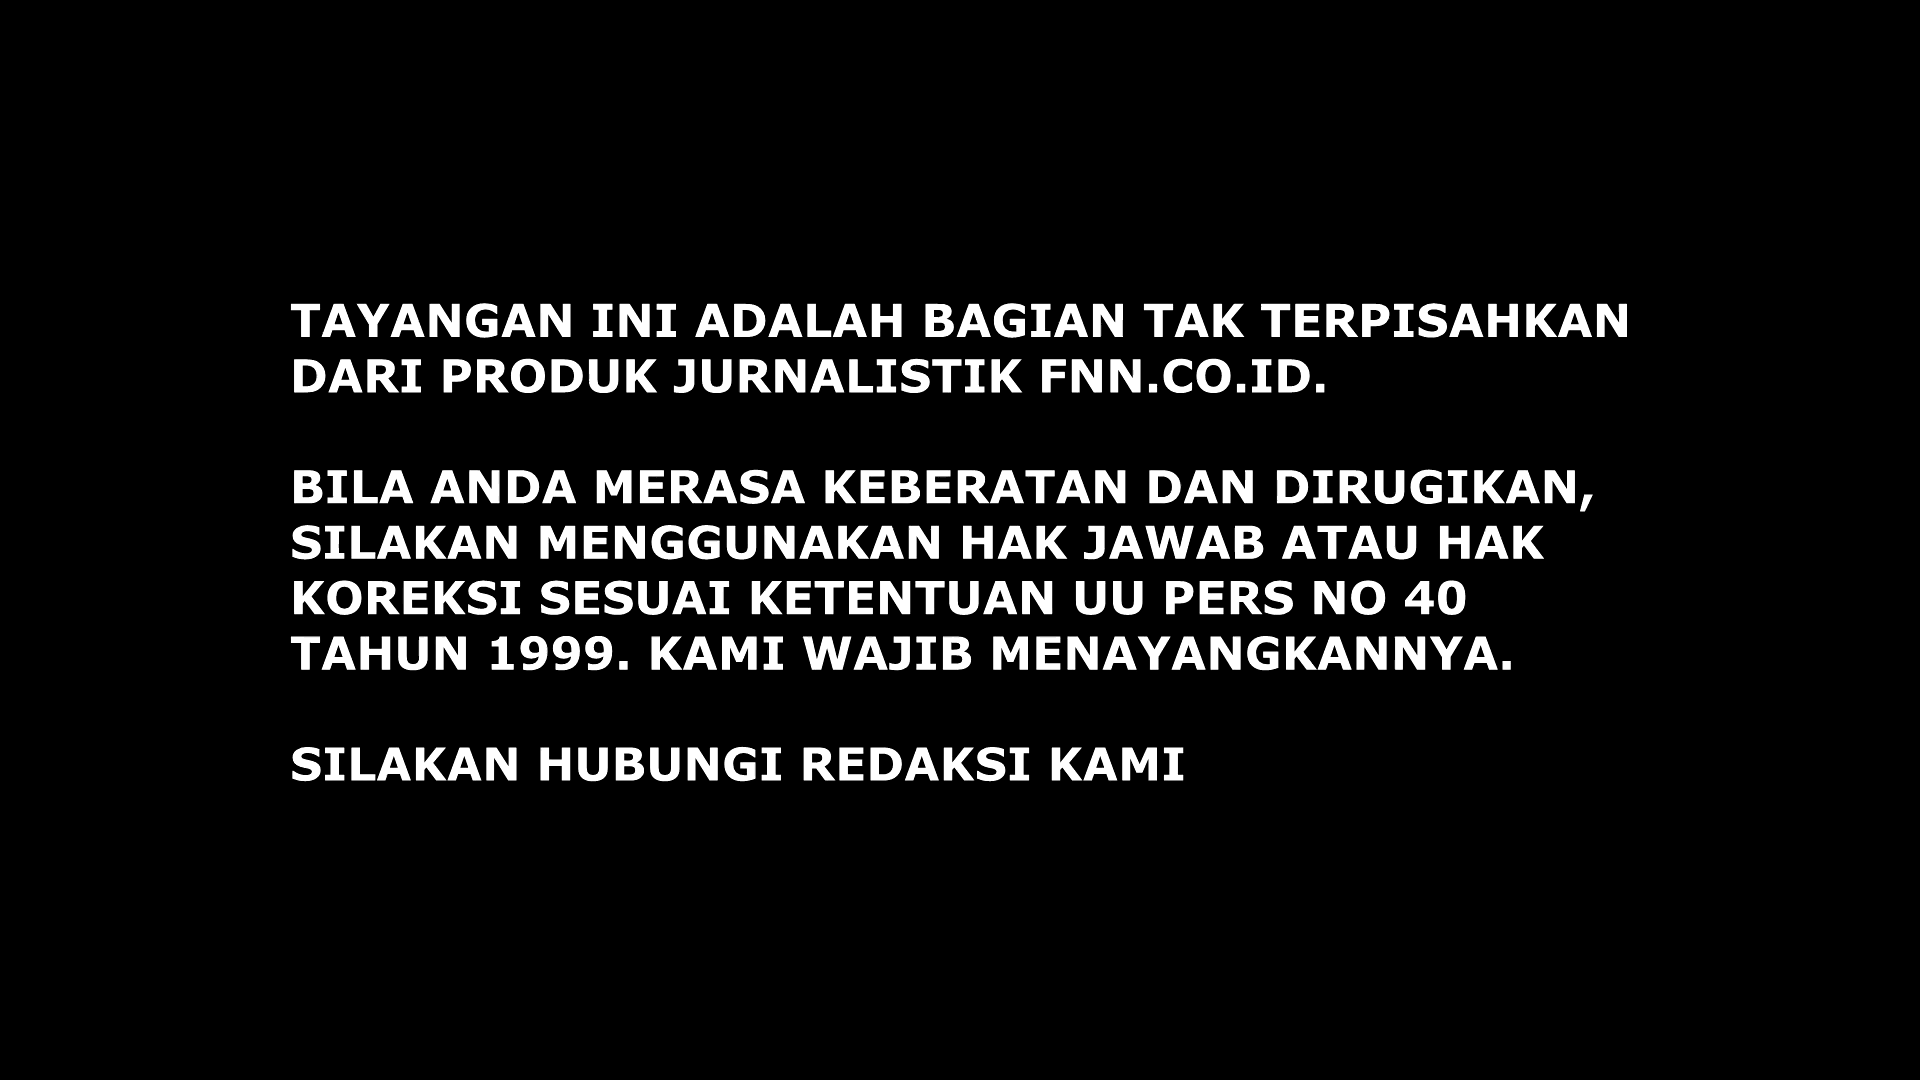 TAYANGAN INI ADALAH BAGIAN TAK TERPISAHKAN
DARI PRODUK JURNALISTIK FNN.CO.ID.
BILA ANDA MERASA KEBERATAN DAN DIRUGIKAN,
SILAKAN MENGGUNAKAN HAK JAWAB ATAU HAK
KOREKSI SESUAI KETENTUAN UU PERS NO 40
TAHUN 1999. KAMI WAJIB MENAYANGKANNYA.
SILAKAN HUBUNGI REDAKSI KAMI